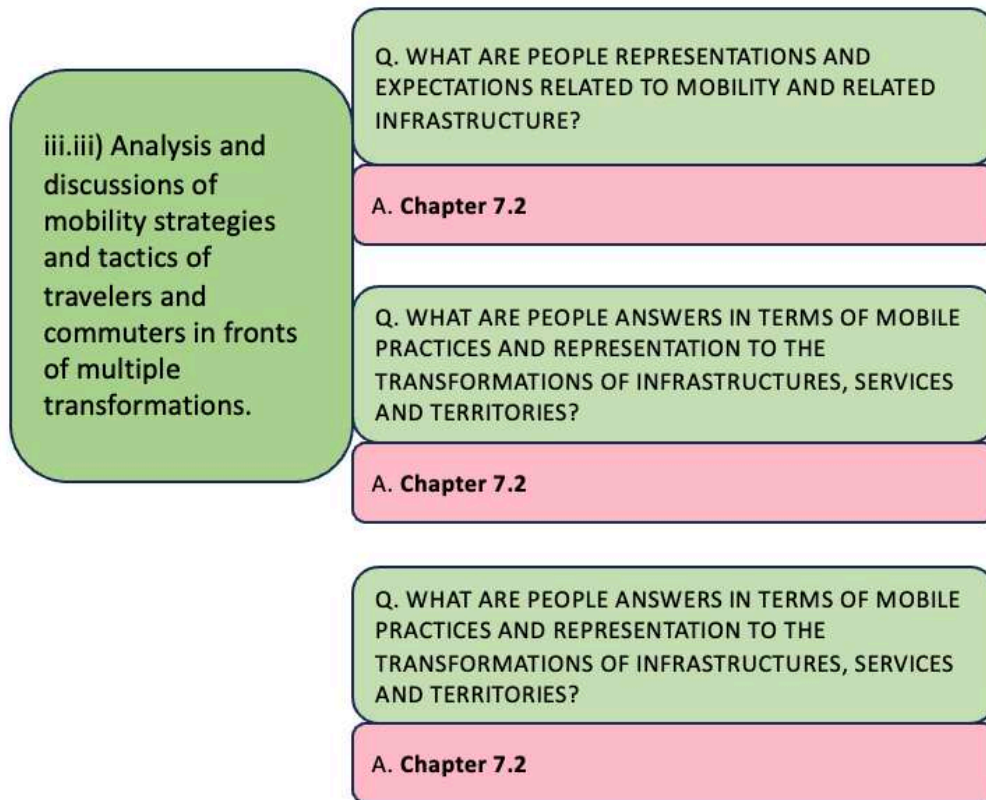 iii.iii) Analysis and
discussions of
mobility strategies
and tactics of
travelers and
commuters in fronts
of multiple
transformations.
Q. WHAT ARE PEOPLE REPRESENTATIONS AND
EXPECTATIONS RELATED TO MOBILITY AND RELATED
INFRASTRUCTURE?
A. Chapter 7.2
Q. WHAT ARE PEOPLE ANSWERS IN TERMS OF MOBILE
PRACTICES AND REPRESENTATION TO THE
TRANSFORMATIONS OF INFRASTRUCTURES, SERVICES
AND TERRITORIES?
A. Chapter 7.2
Q. WHAT ARE PEOPLE ANSWERS IN TERMS OF MOBILE
PRACTICES AND REPRESENTATION TO THE
TRANSFORMATIONS OF INFRASTRUCTURES, SERVICES
AND TERRITORIES?
A. Chapter 7.2